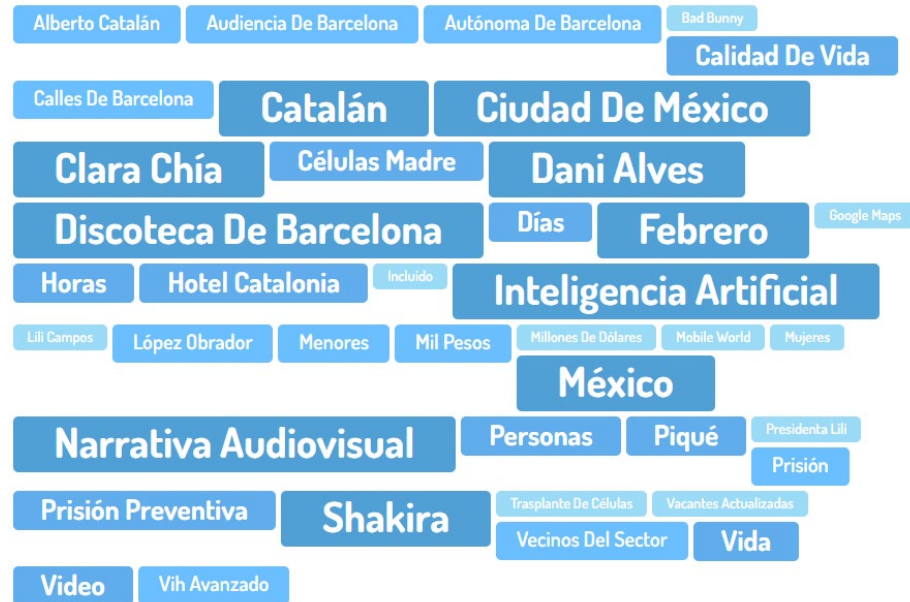 Alberto Catalán Audiencia De Barcelona Autónoma De Barcelona Bad Bunny
Calidad De Vida
Calles De Barcelona Catalán Ciudad De México
Clara Chía Células Madre Dani Alves
Discoteca De Barcelona Días Febrero Google Maps
Horas Hotel Catalonia Incluido Inteligencia Artificial
Lili Campos López Obrador Menores Mil Pesos Millones De Dólares Mobile World Mujeres
México
Narrativa Audiovisual Personas Piqué Presidenta Lili
Prisión
Prisión Preventiva Shakira Trasplante De Células Vacantes Actualizadas
Vecinos Del Sector Vida
Video Vih Avanzado